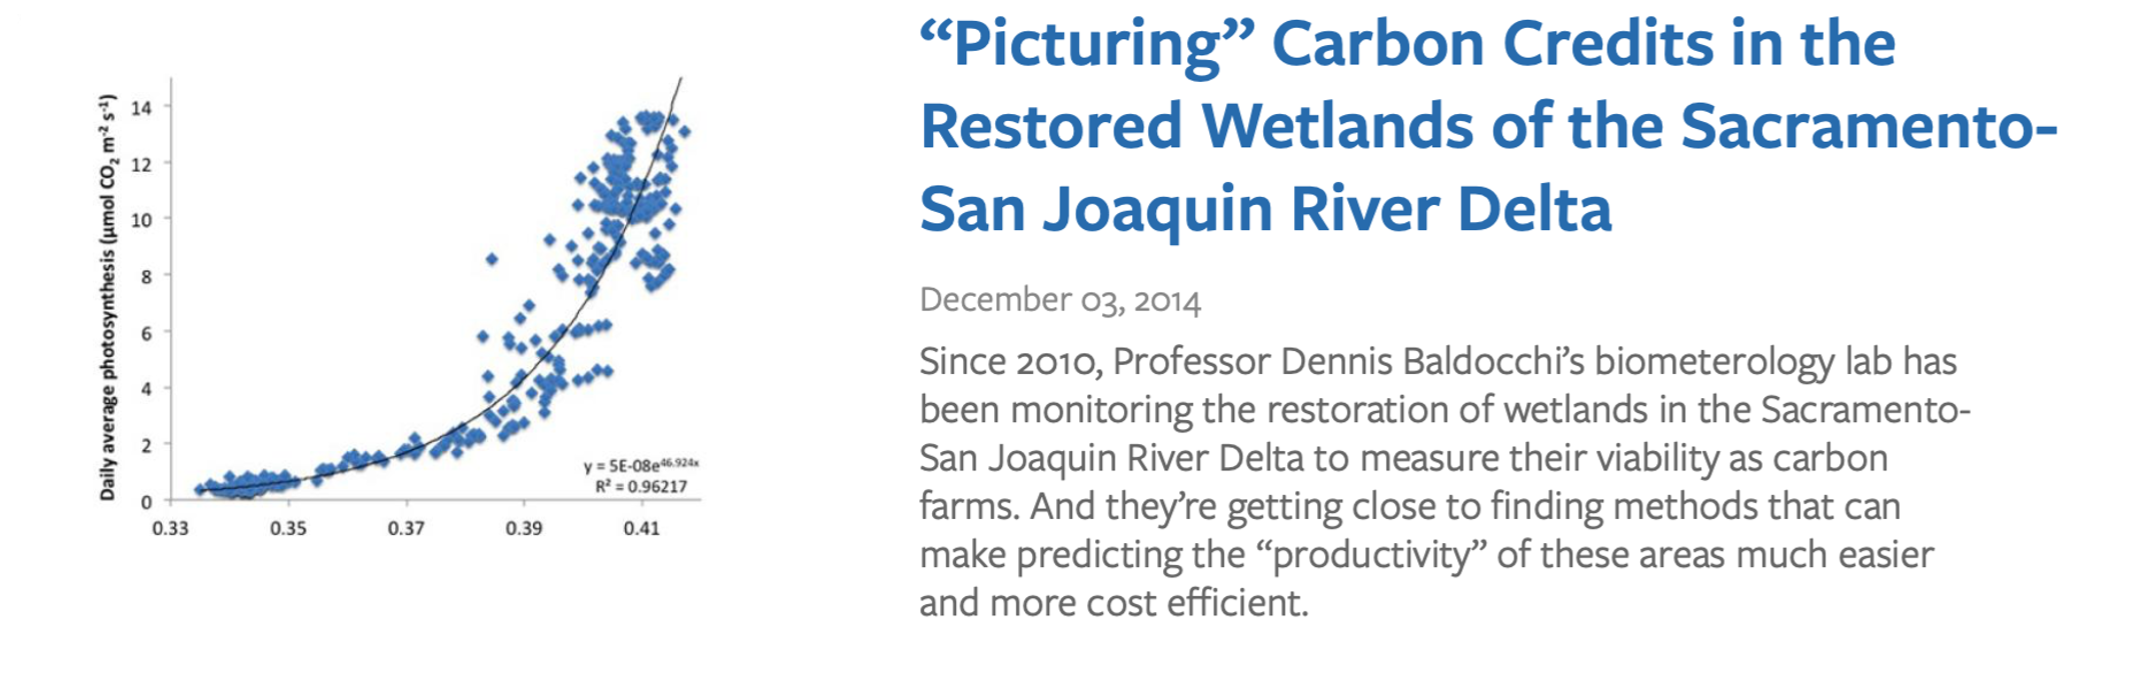 “Picturing” Carbon Credits in the
Restored Wetlands of the Sacramento-
San Joaquin River Delta
December 03, 2014
Since 2010, Professor Dennis Baldocchi’s biometerology lab has
been monitoring the restoration of wetlands in the Sacramento-
San Joaquin River Delta to measure their viability as carbon
farms. And they’re getting close to finding methods that can
make predicting the “productivity” of these areas much easier
and more cost efficient.
Daily average photosynthesis (µmol CO₂ m⁻² s⁻¹)
14
12
10
8
6
4
2
0
0.33 0.35 0.37 0.39 0.41
y = 5E-08e⁴⁶·⁹²⁴ˣ
R² = 0.96217